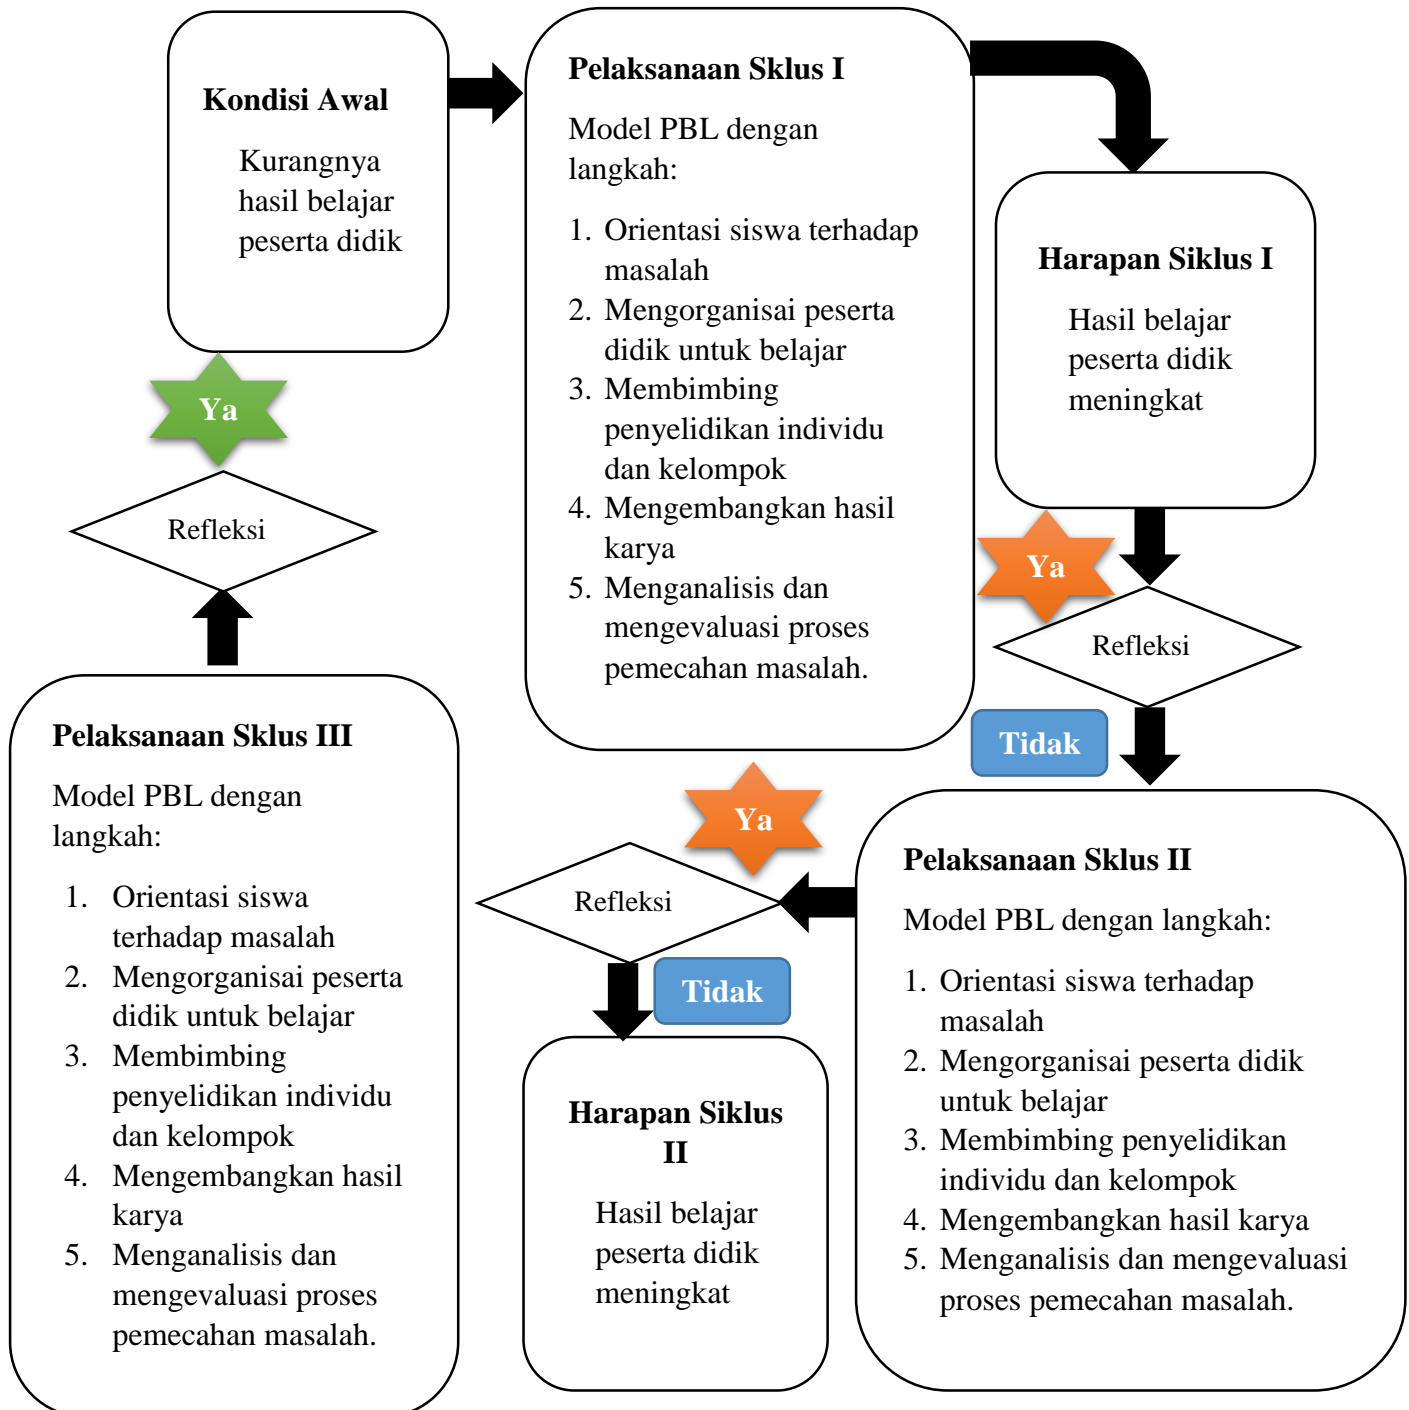 Kondisi Awal
Kurangnya
hasil belajar
peserta didik
Pelaksanaan Sklus I
Model PBL dengan
langkah:
1. Orientasi siswa terhadap
masalah
2. Mengorganisai peserta
didik untuk belajar
3. Membimbing
penyelidikan individu
dan kelompok
4. Mengembangkan hasil
karya
5. Menganalisis dan
mengevaluasi proses
pemecahan masalah.
Harapan Siklus I
Hasil belajar
peserta didik
meningkat
Ya
Refleksi
Tidak
Pelaksanaan Sklus II
Model PBL dengan langkah:
1. Orientasi siswa terhadap
masalah
2. Mengorganisai peserta didik
untuk belajar
3. Membimbing penyelidikan
individu dan kelompok
4. Mengembangkan hasil karya
5. Menganalisis dan mengevaluasi
proses pemecahan masalah.
Ya
Refleksi
Tidak
Harapan Siklus
II
Hasil belajar
peserta didik
meningkat
Pelaksanaan Sklus III
Model PBL dengan
langkah:
1. Orientasi siswa
terhadap masalah
2. Mengorganisai peserta
didik untuk belajar
3. Membimbing
penyelidikan individu
dan kelompok
4. Mengembangkan hasil
karya
5. Menganalisis dan
mengevaluasi proses
pemecahan masalah.
Refleksi
Ya